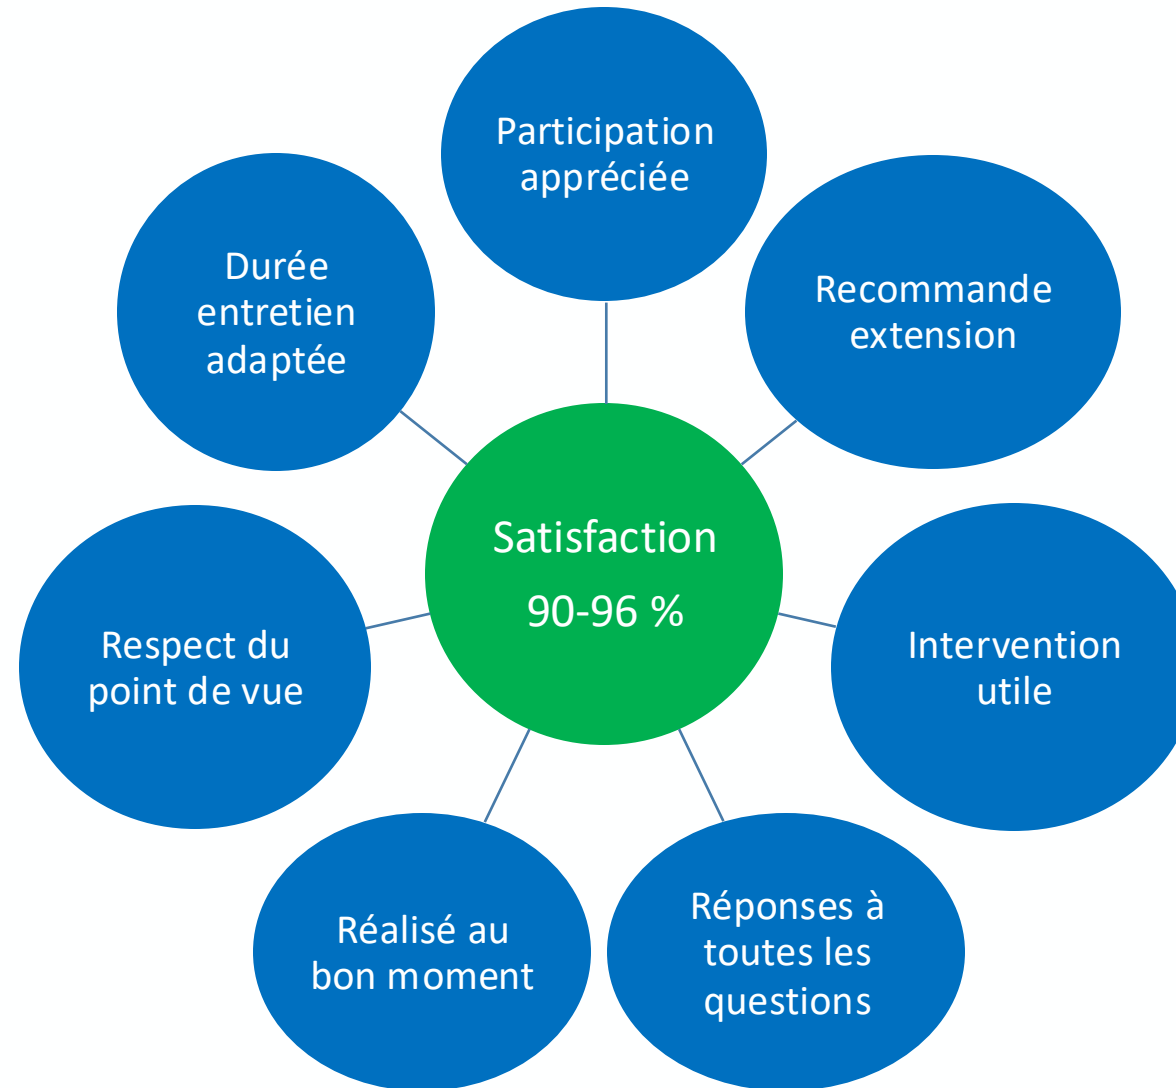 Participation
appréciée
Durée
entretien
adaptée
Recommande
extension
Satisfaction
90-96 %
Respect du
point de vue
Intervention
utile
Réalisé au
bon moment
Réponses à
toutes les
questions